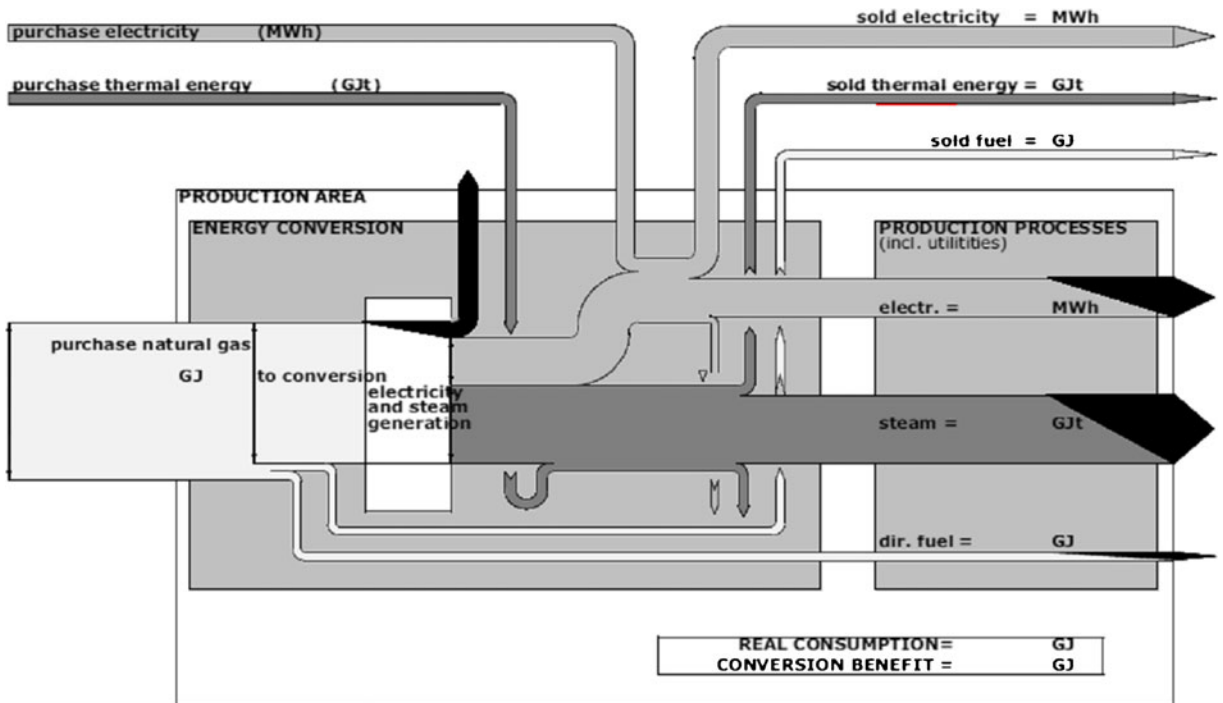 purchase electricity (MWh)
sold electricity = MWh
purchase thermal energy (GJt)
sold thermal energy = GJt
sold fuel = GJ
PRODUCTION AREA
ENERGY CONVERSION
PRODUCTION PROCESSES
(incl. utilitities)
electr. = MWh
purchase natural gas
GJ to conversion
electricity
and steam
generation
steam = GJt
dir. fuel = GJ
REAL CONSUMPTION= GJ
CONVERSION BENEFIT = GJ